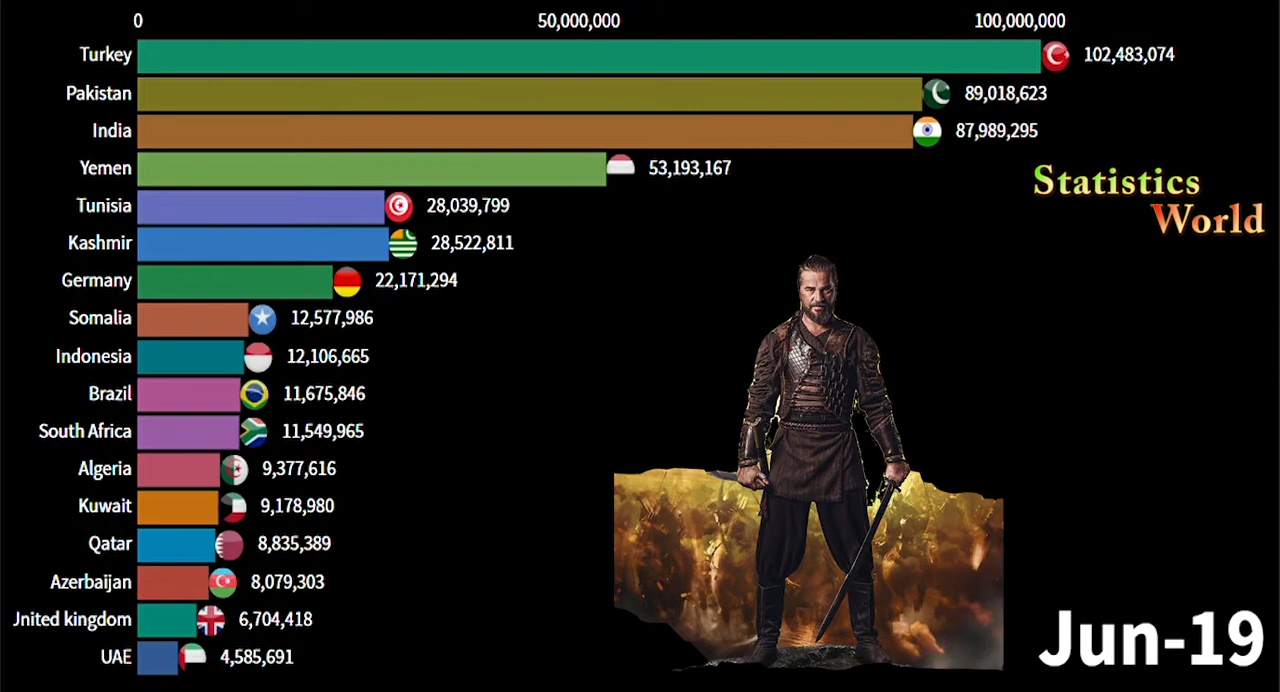 0 50,000,000 100,000,000
Turkey 102,483,074
Pakistan 89,018,623
India 87,989,295
Yemen 53,193,167
Statistics
World
Tunisia 28,039,799
Kashmir 28,522,811
Germany 22,171,294
Somalia 12,577,986
Indonesia 12,106,665
Brazil 11,675,846
South Africa 11,549,965
Algeria 9,377,616
Kuwait 9,178,980
Qatar 8,835,389
Azerbaijan 8,079,303
United kingdom 6,704,418
UAE 4,585,691
Jun-19